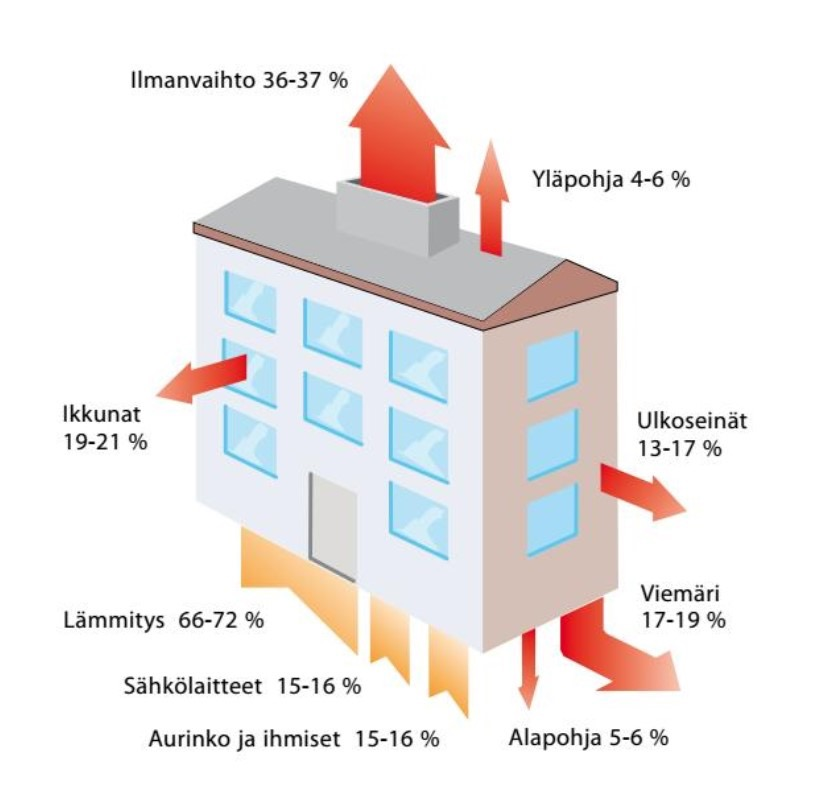 Ilmanvaihto 36-37 %
Yläpohja 4-6 %
Ikkunat
19-21 %
Ulkoseinät
13-17 %
Viemäri
17-19 %
Lämmitys 66-72 %
Sähkölaitteet 15-16 %
Aurinko ja ihmiset 15-16 %
Alapohja 5-6 %